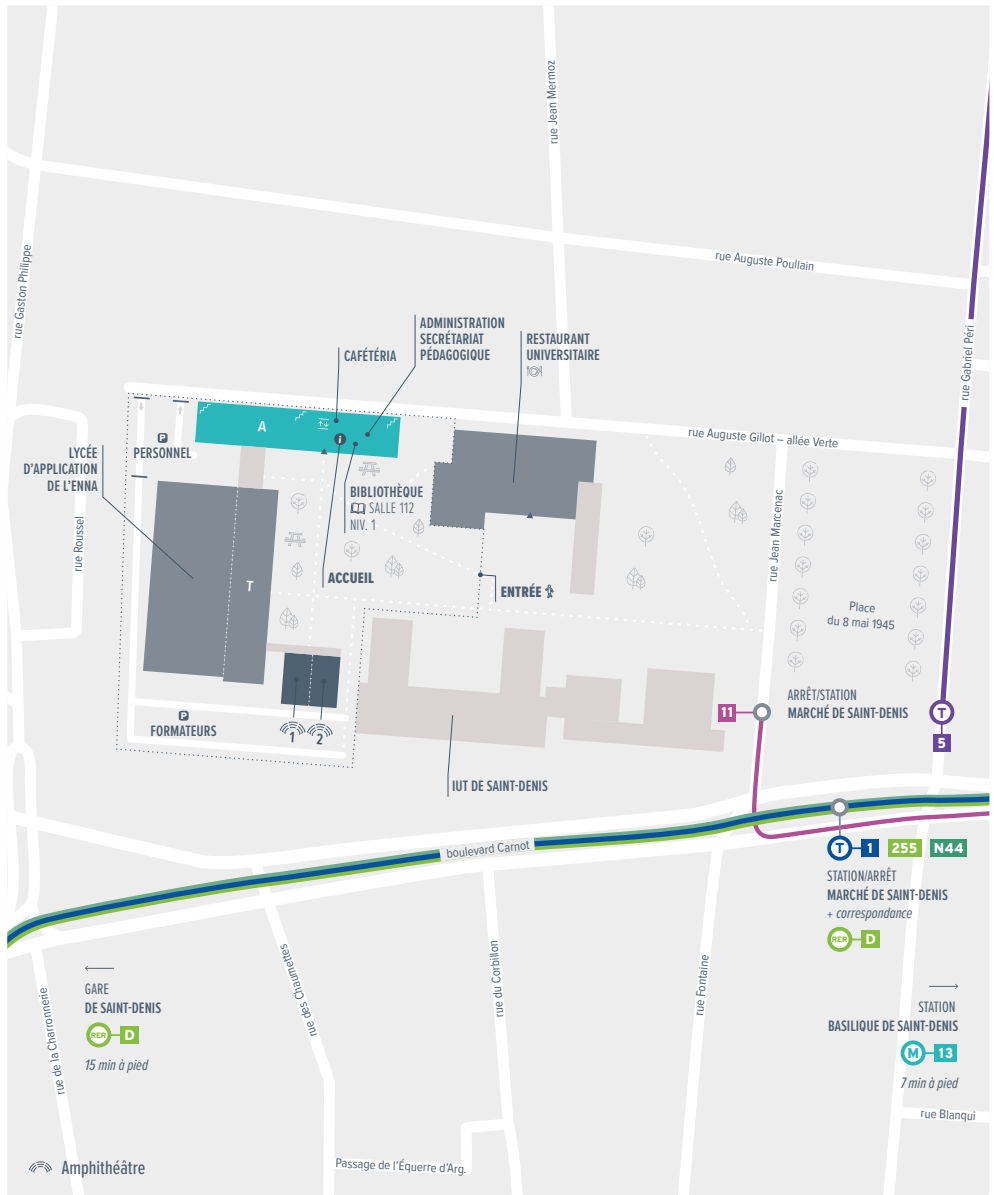 rue Jean Mermoz
rue Gaston Philippe
rue Auguste Poullain
rue Gabriel Péri
ADMINISTRATION
SECRÉTARIAT
PÉDAGOGIQUE
CAFÉTÉRIA
RESTAURANT
UNIVERSITAIRE
A
i
rue Auguste Gillot – allée Verte
P
PERSONNEL
LYCÉE
D'APPLICATION
DE L'ENNA
BIBLIOTHÈQUE
SALLE 112
NIV. 1
rue Roussel
rue Jean Marcenac
T
ACCUEIL
ENTRÉE
Place
du 8 mai 1945
ARRÊT/STATION
MARCHÉ DE SAINT-DENIS
11
T
5
P
FORMATEURS
1
2
IUT DE SAINT-DENIS
boulevard Carnot
T
1
255
N44
STATION/ARRÊT
MARCHÉ DE SAINT-DENIS
+ correspondance
RER
D
rue des Chaumettes
rue du Corbillon
rue Fontaine
rue de la Charronnerie
GARE
DE SAINT-DENIS
RER
D
15 min à pied
STATION
BASILIQUE DE SAINT-DENIS
M
13
7 min à pied
rue Blanqui
Passage de l'Équerre d'Arg.
Amphithéâtre